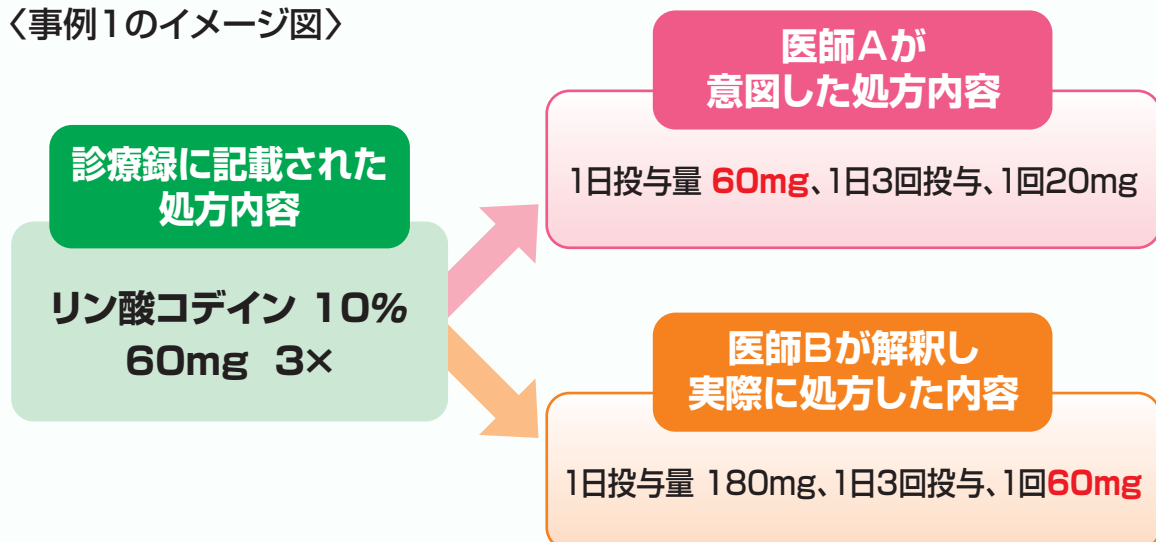 〈事例1のイメージ図〉
診療録に記載された
処方内容
リン酸コデイン 10%
60mg 3×
医師Aが
意図した処方内容
1日投与量 60mg、1日3回投与、1回20mg
医師Bが解釈し
実際に処方した内容
1日投与量 180mg、1日3回投与、1回60mg